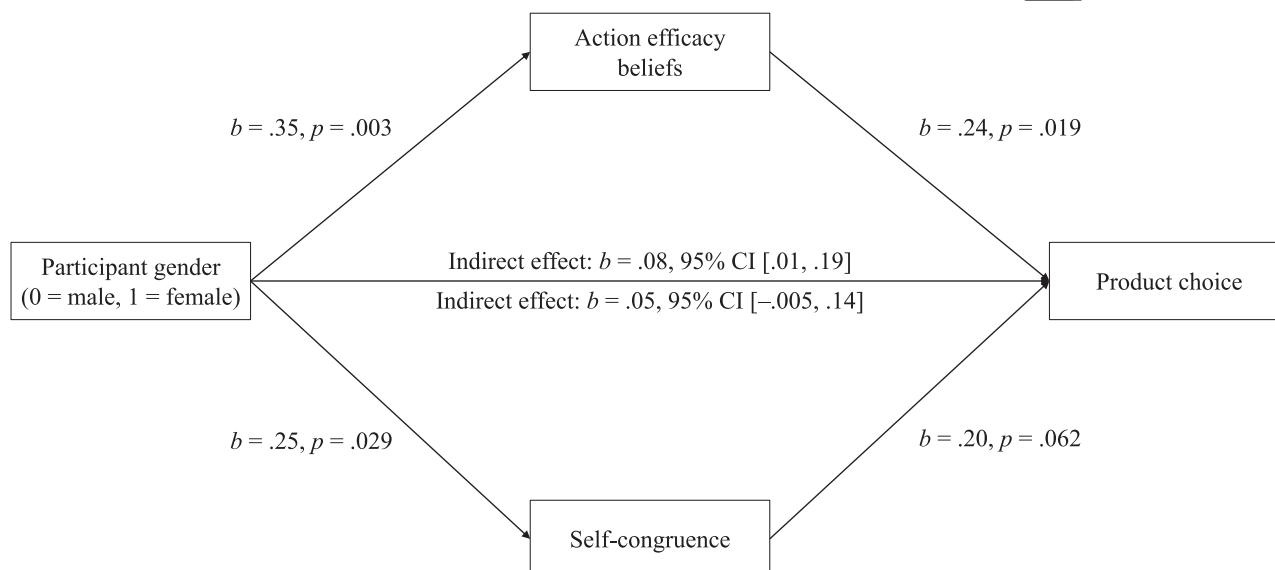 Action efficacy
beliefs
b = .35, p = .003
b = .24, p = .019
Participant gender
(0 = male, 1 = female)
Indirect effect: b = .08, 95% CI [.01, .19]
Indirect effect: b = .05, 95% CI [–.005, .14]
Product choice
b = .25, p = .029
b = .20, p = .062
Self-congruence